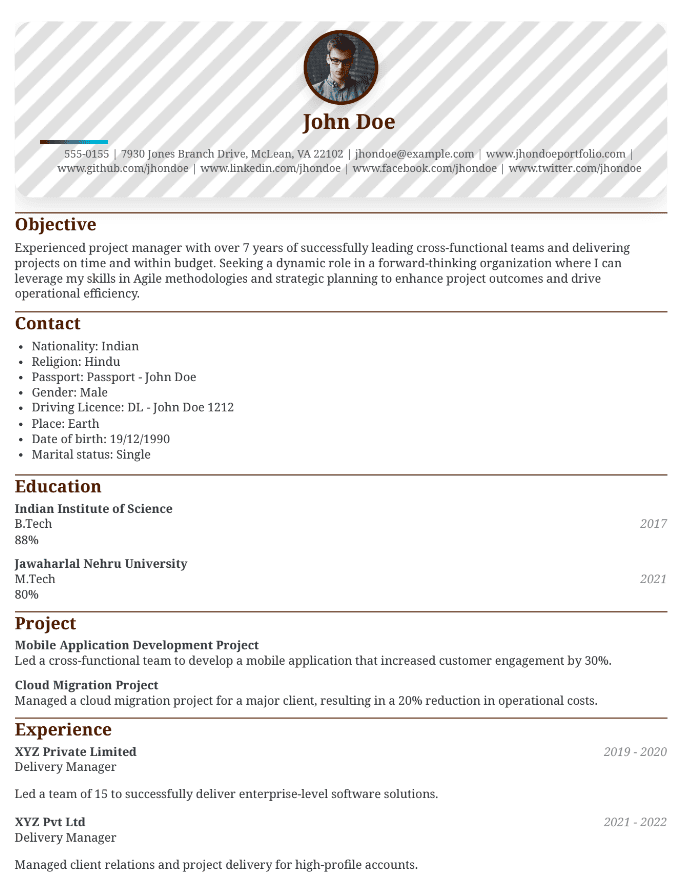 John Doe
555-0155 | 7930 Jones Branch Drive, McLean, VA 22102 | jhondoe@example.com | www.jhondoeportfolio.com |
www.github.com/jhondoe | www.linkedin.com/jhondoe | www.facebook.com/jhondoe | www.twitter.com/jhondoe
Objective
Experienced project manager with over 7 years of successfully leading cross-functional teams and delivering
projects on time and within budget. Seeking a dynamic role in a forward-thinking organization where I can
leverage my skills in Agile methodologies and strategic planning to enhance project outcomes and drive
operational efficiency.
Contact
• Nationality: Indian
• Religion: Hindu
• Passport: Passport - John Doe
• Gender: Male
• Driving Licence: DL - John Doe 1212
• Place: Earth
• Date of birth: 19/12/1990
• Marital status: Single
Education
Indian Institute of Science
B.Tech 2017
88%
Jawaharlal Nehru University
M.Tech 2021
80%
Project
Mobile Application Development Project
Led a cross-functional team to develop a mobile application that increased customer engagement by 30%.
Cloud Migration Project
Managed a cloud migration project for a major client, resulting in a 20% reduction in operational costs.
Experience
XYZ Private Limited 2019 - 2020
Delivery Manager
Led a team of 15 to successfully deliver enterprise-level software solutions.
XYZ Pvt Ltd 2021 - 2022
Delivery Manager
Managed client relations and project delivery for high-profile accounts.